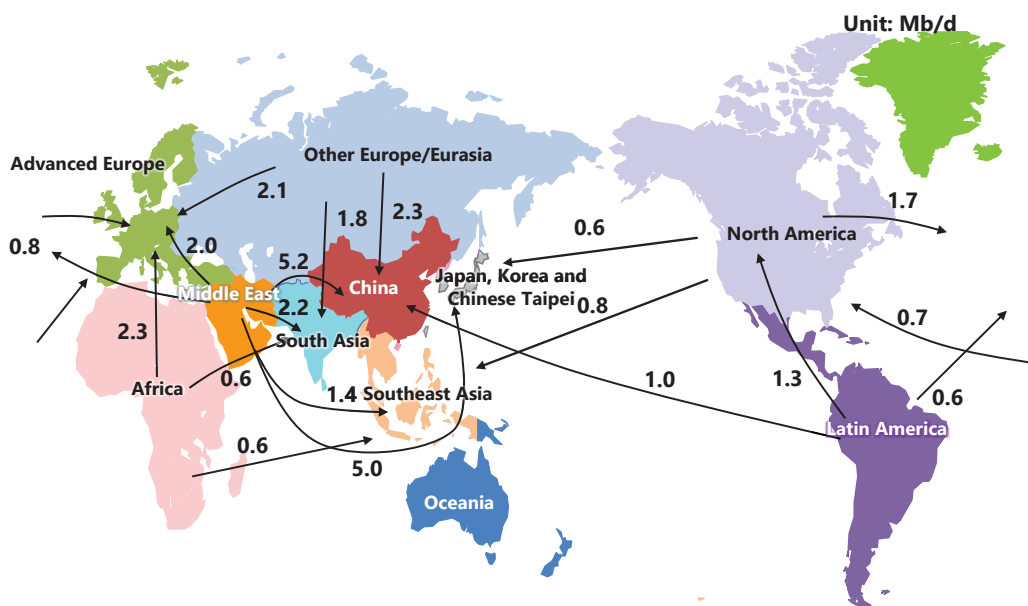 Unit: Mb/d
Advanced Europe
Other Europe/Eurasia
2.1
1.8
2.3
1.7
0.8
2.0
5.2
0.6
North America
Middle East
China
Japan, Korea and
Chinese Taipei
2.2
0.8
2.3
South Asia
0.7
Africa
0.6
1.4
Southeast Asia
1.0
1.3
0.6
Latin America
0.6
5.0
Oceania